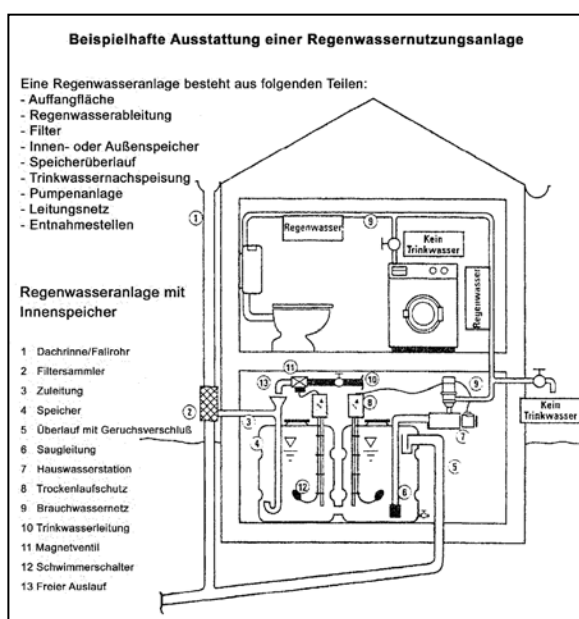 Beispielhafte Ausstattung einer Regenwassernutzungsanlage
Eine Regenwasseranlage besteht aus folgenden Teilen:
- Auffangfläche
- Regenwasserableitung
- Filter
- Innen- oder Außenspeicher
- Speicherüberlauf
- Trinkwassernachspeisung
- Pumpenanlage
- Leitungsnetz
- Entnahmestellen
Regenwasseranlage mit
Innenspeicher
1 Dachrinne/Fallrohr
2 Filtersammler
3 Zuleitung
4 Speicher
5 Überlauf mit Geruchsverschluß
6 Saugleitung
7 Hauswasserstation
8 Trockenlaufschutz
9 Brauchwassernetz
10 Trinkwasserleitung
11 Magnetventil
12 Schwimmerschalter
13 Freier Auslauf
1
Regenwasser
9
Kein
Trinkwasser
Regenwasser
11
13
10
9
2
3
8
7
Kein
Trinkwasser
4
5
12
6